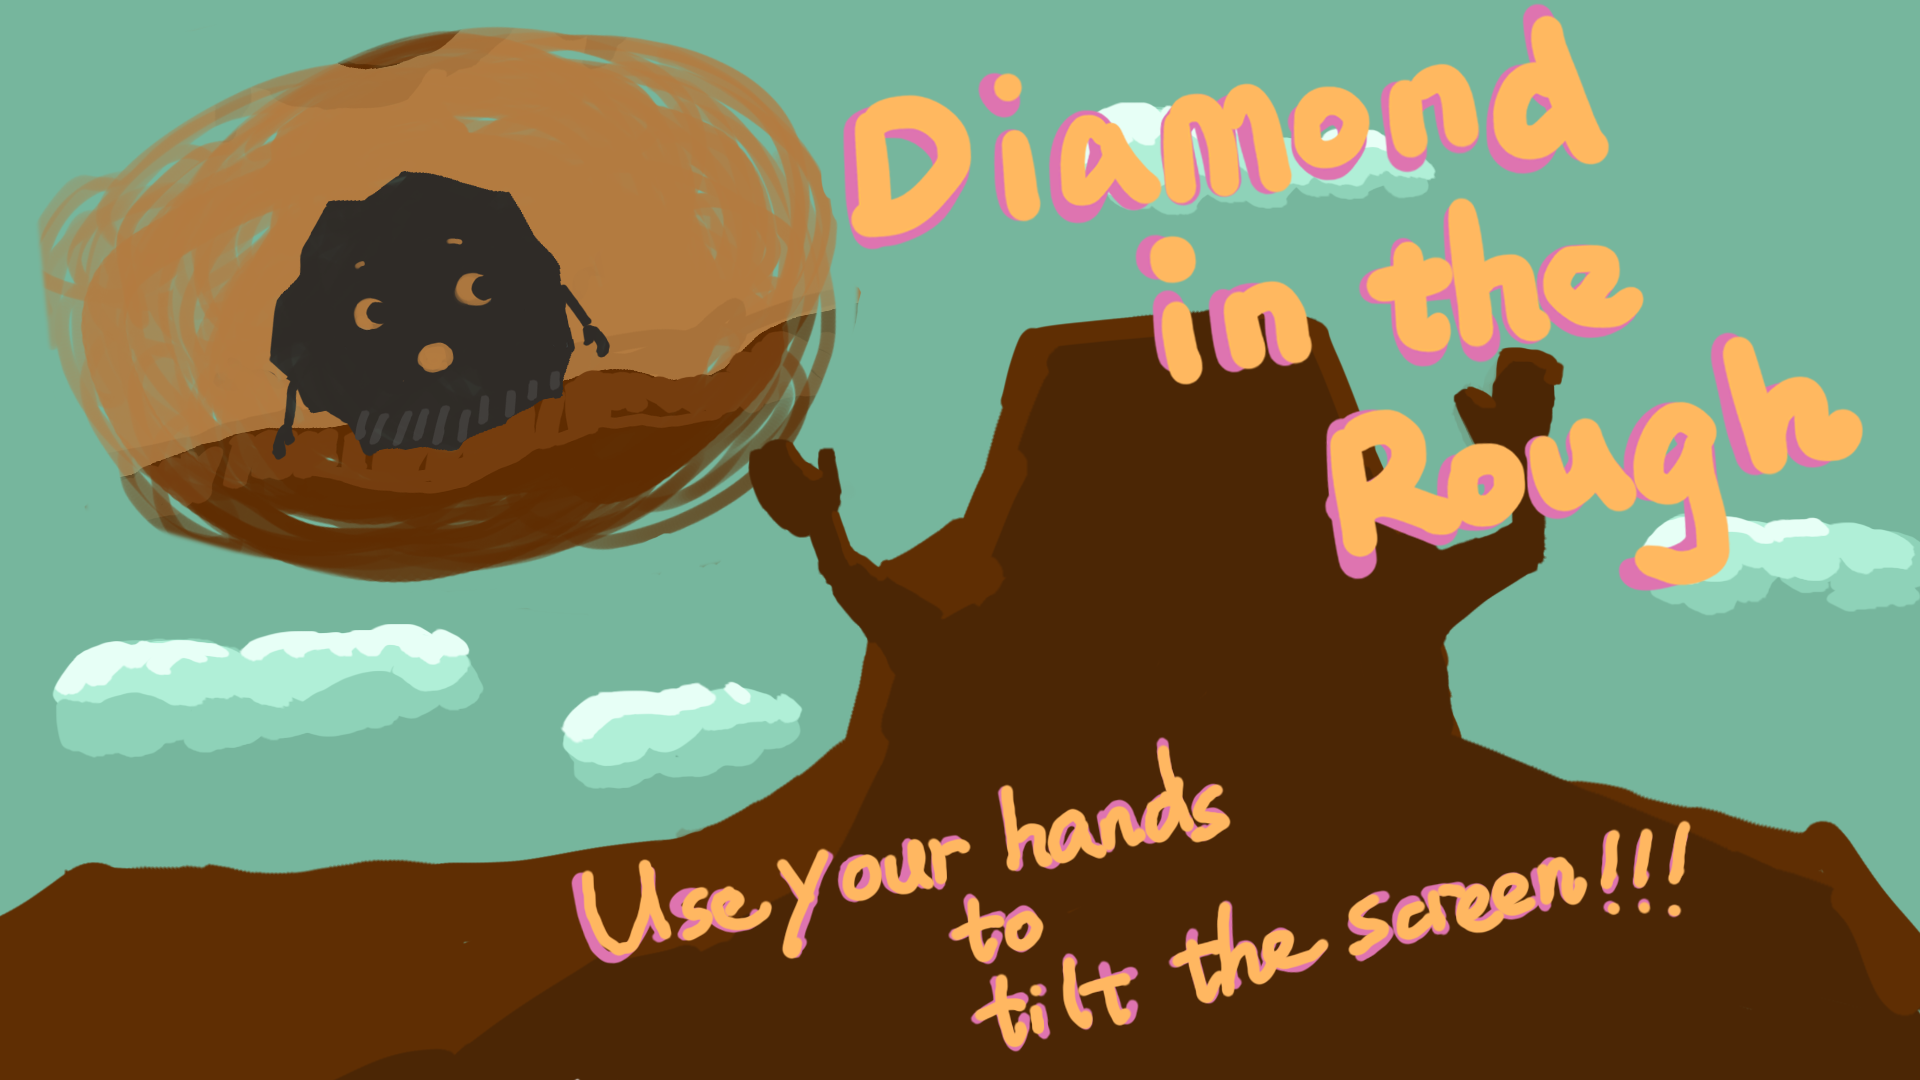 Diamond
in the
Rough
Use your hands
to
tilt the screen!!!